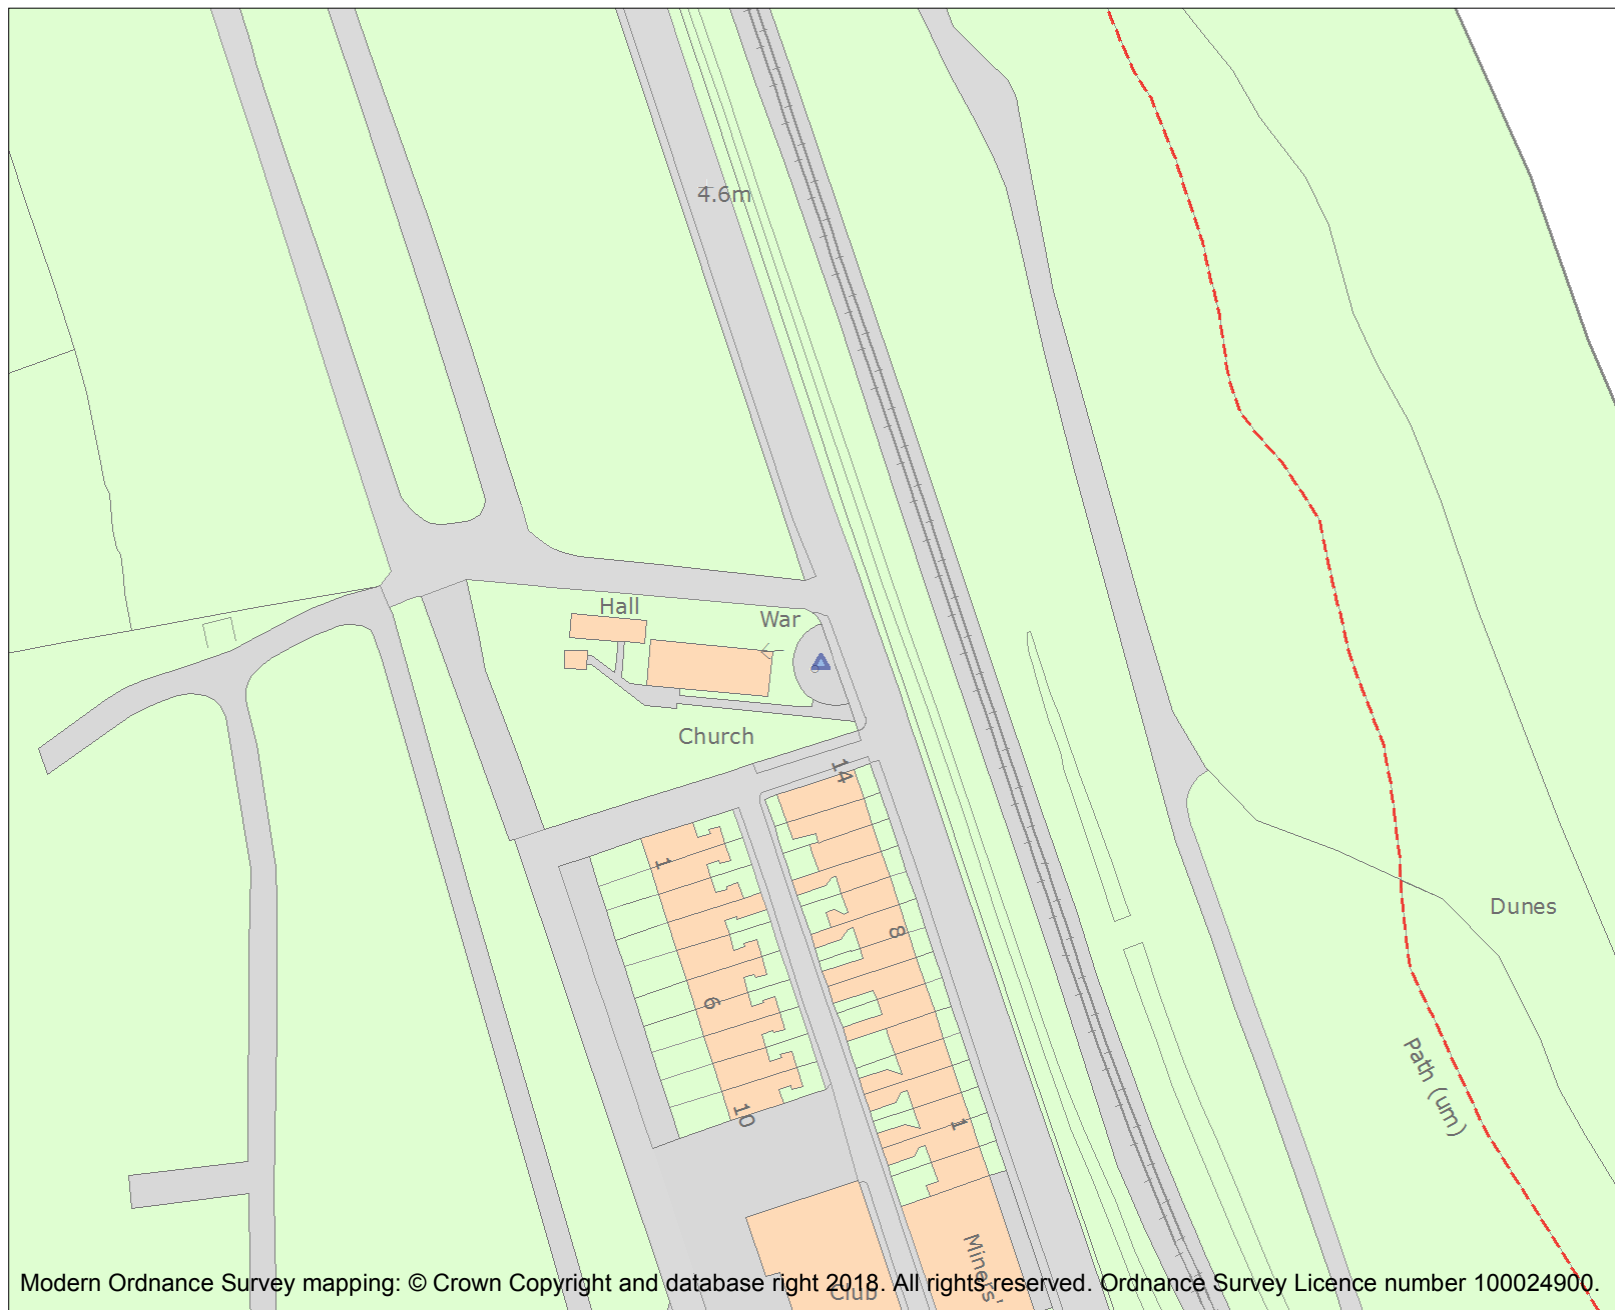 4.6m
Hall
War
Church
14
1
8
6
Dunes
Path (um)
10
1
Miners'
Club
Modern Ordnance Survey mapping: © Crown Copyright and database right 2018. All rights reserved. Ordnance Survey Licence number 100024900.